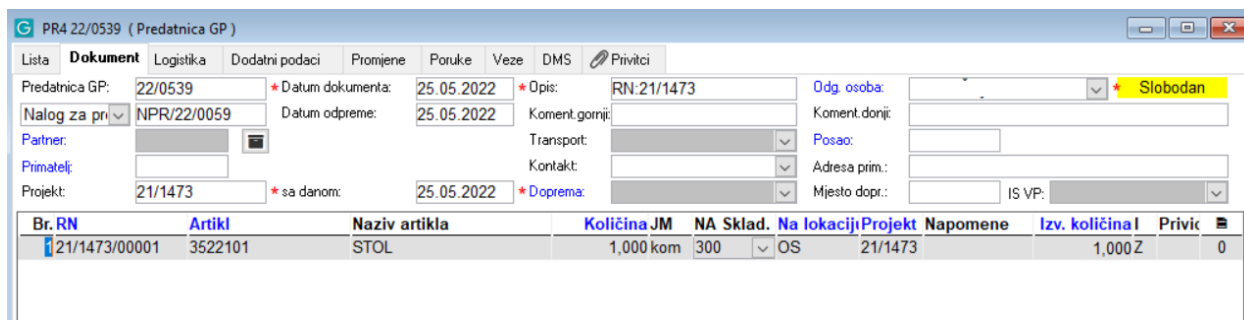 PR4 22/0539 ( Predatnica GP )
Lista Dokument Logistika Dodatni podaci Promjene Poruke Veze DMS Privitci
Predatnica GP: 22/0539 * Datum dokumenta: 25.05.2022 * Opis: RN:21/1473 Odg. osoba: * Slobodan
Nalog za pr NPR/22/0059 Datum odpreme: 25.05.2022 Koment.gornji: Koment.donji:
Partner: Transport: Posao:
Primatelj: Kontakt: Adresa prim.:
Projekt: 21/1473 * sa danom: 25.05.2022 * Doprema: Mjesto dopr.: IS VP:
Br. RN Artikl Naziv artikla Količina JM NA Sklad. Na lokaciji Projekt Napomene Izv. količina I Privic
1 21/1473/00001 3522101 STOL 1,000 kom 300 OS 21/1473 1,000 Z 0